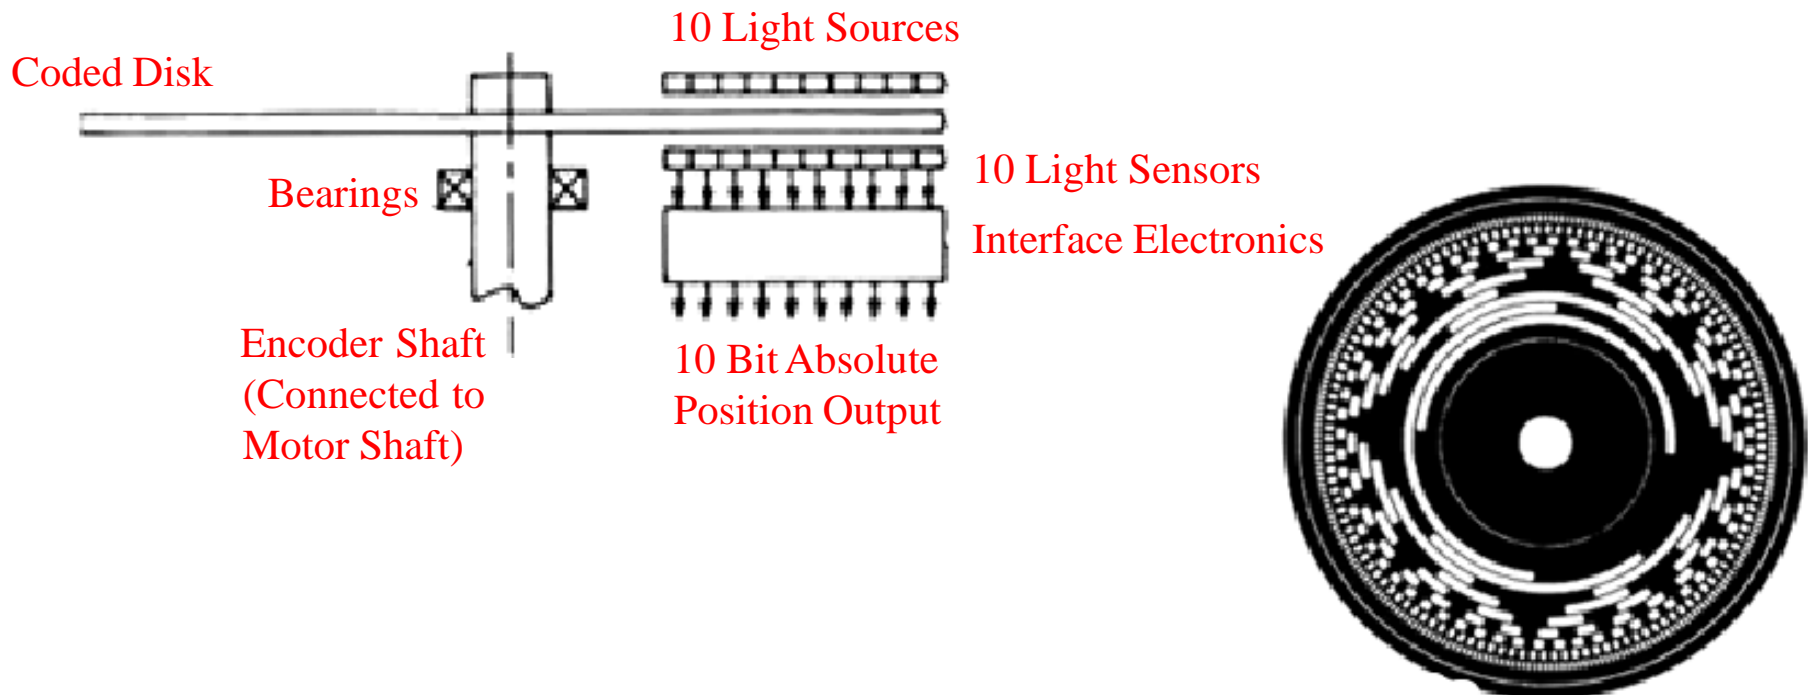 10 Light Sources
Coded Disk
10 Light Sensors
Bearings
Interface Electronics
Encoder Shaft
(Connected to
Motor Shaft)
10 Bit Absolute
Position Output